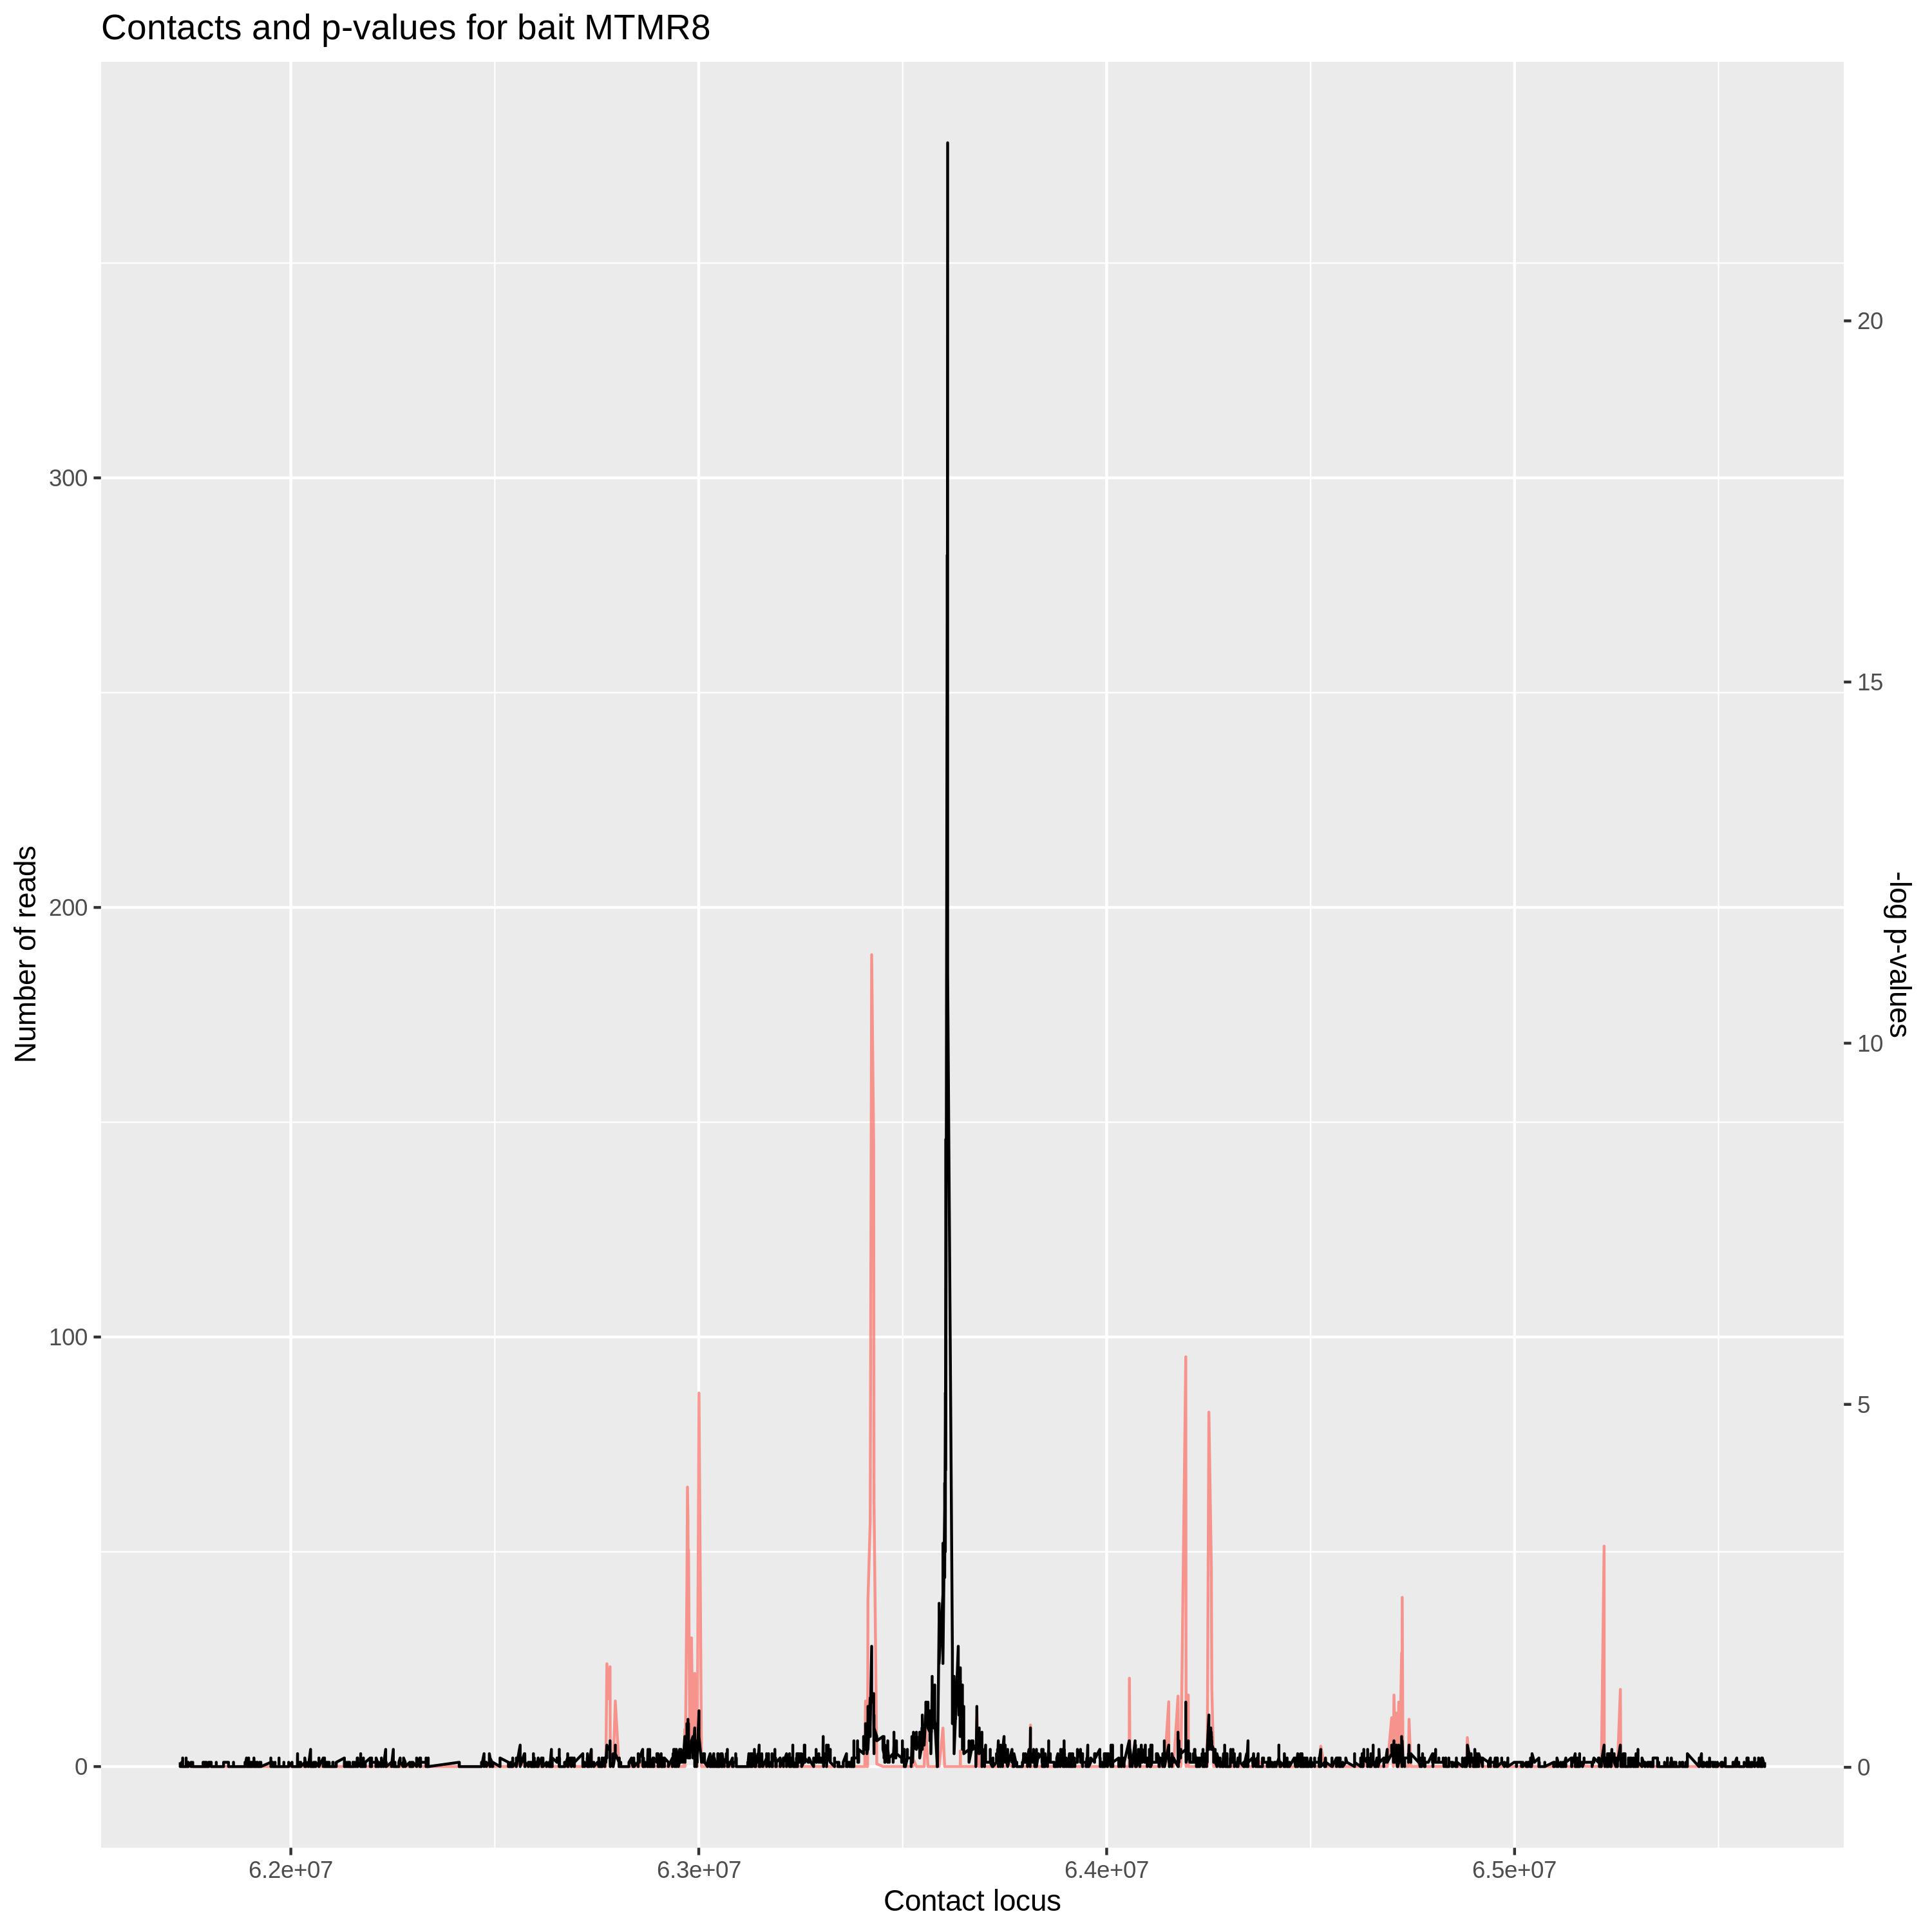 Contacts and p-values for bait MTMR8
Number of reads
300
200
100
0
20
15
10
5
0
-log p-values
6.2e+07 6.3e+07 6.4e+07 6.5e+07
Contact locus